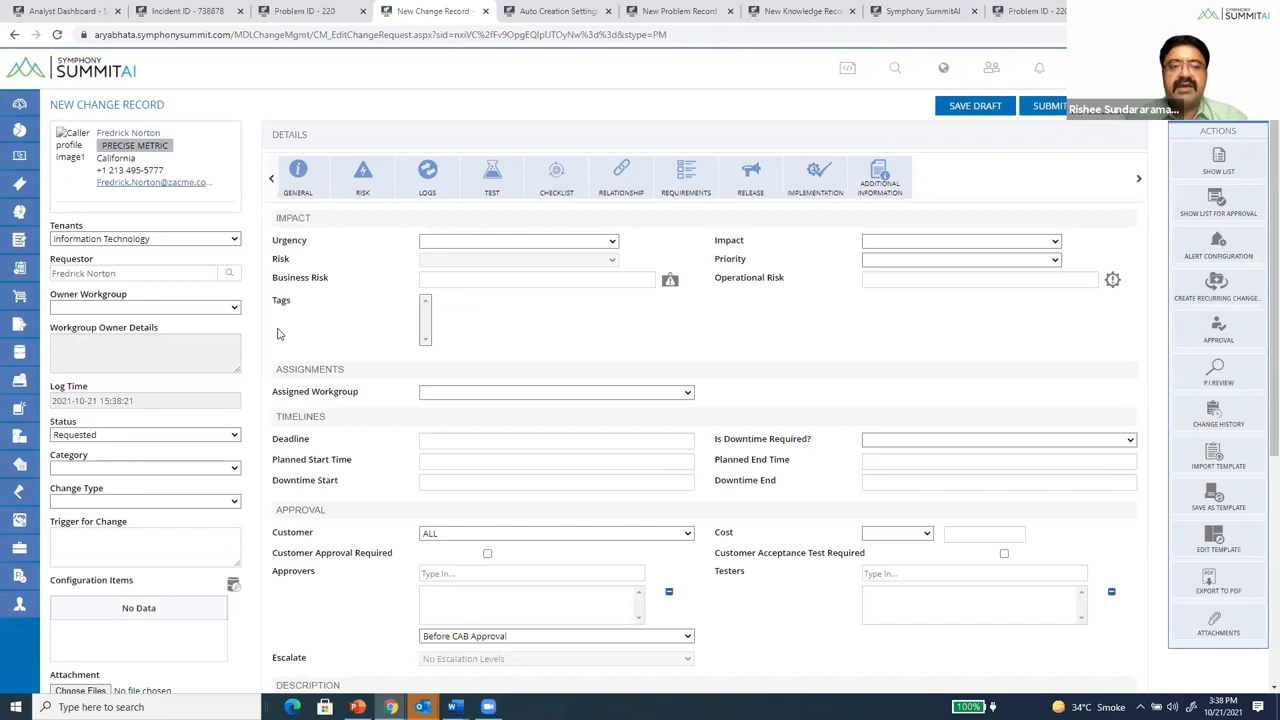 Analyst Dashboard - S
Incident ID - 738878
Problem ID - 220
New Change Record -
Auto Creation Setting
New Problem Record
New Knowledge Rec
Symphony SummitAI
Problem ID - 220
SYMPHONY
SUMMITAI
aryabhata.symphonysummit.com/MDLChangeMgmt/CM_EditChangeRequest.aspx?sid=nxiVC%2fFv9OpgEQIpUTOyNw%3d%3d&stype=PM
SYMPHONY
SUMMITAI
NEW CHANGE RECORD
SAVE DRAFT
SUBMIT
Rishee Sundararama...
Caller
profile
image1
Fredrick Norton
PRECISE METRIC
California
+1 213 495-5777
Fredrick.Norton@zacme.co...
Tenants
Information Technology
Requestor
Fredrick Norton
Owner Workgroup
Workgroup Owner Details
Log Time
2021-10-21 15:38:21
Status
Requested
Category
Change Type
Trigger for Change
Configuration Items
No Data
Attachment
Choose Files No file chosen
DETAILS
GENERAL
RISK
LOGS
TEST
CHECKLIST
RELATIONSHIP
REQUIREMENTS
RELEASE
IMPLEMENTATION
ADDITIONAL
INFORMATION
IMPACT
Urgency
Impact
Risk
Priority
Business Risk
Operational Risk
Tags
ASSIGNMENTS
Assigned Workgroup
TIMELINES
Deadline
Is Downtime Required?
Planned Start Time
Planned End Time
Downtime Start
Downtime End
APPROVAL
Customer
ALL
Cost
Customer Approval Required
Customer Acceptance Test Required
Approvers
Type In...
Testers
Type In...
Before CAB Approval
Escalate
No Escalation Levels
DESCRIPTION
ACTIONS
SHOW LIST
SHOW LIST FOR APPROVAL
ALERT CONFIGURATION
CREATE RECURRING CHANGE...
APPROVAL
P.I.REVIEW
CHANGE HISTORY
IMPORT TEMPLATE
SAVE AS TEMPLATE
EDIT TEMPLATE
PDF
EXPORT TO PDF
ATTACHMENTS
Type here to search
100%
34°C Smoke
3:38 PM
10/21/2021